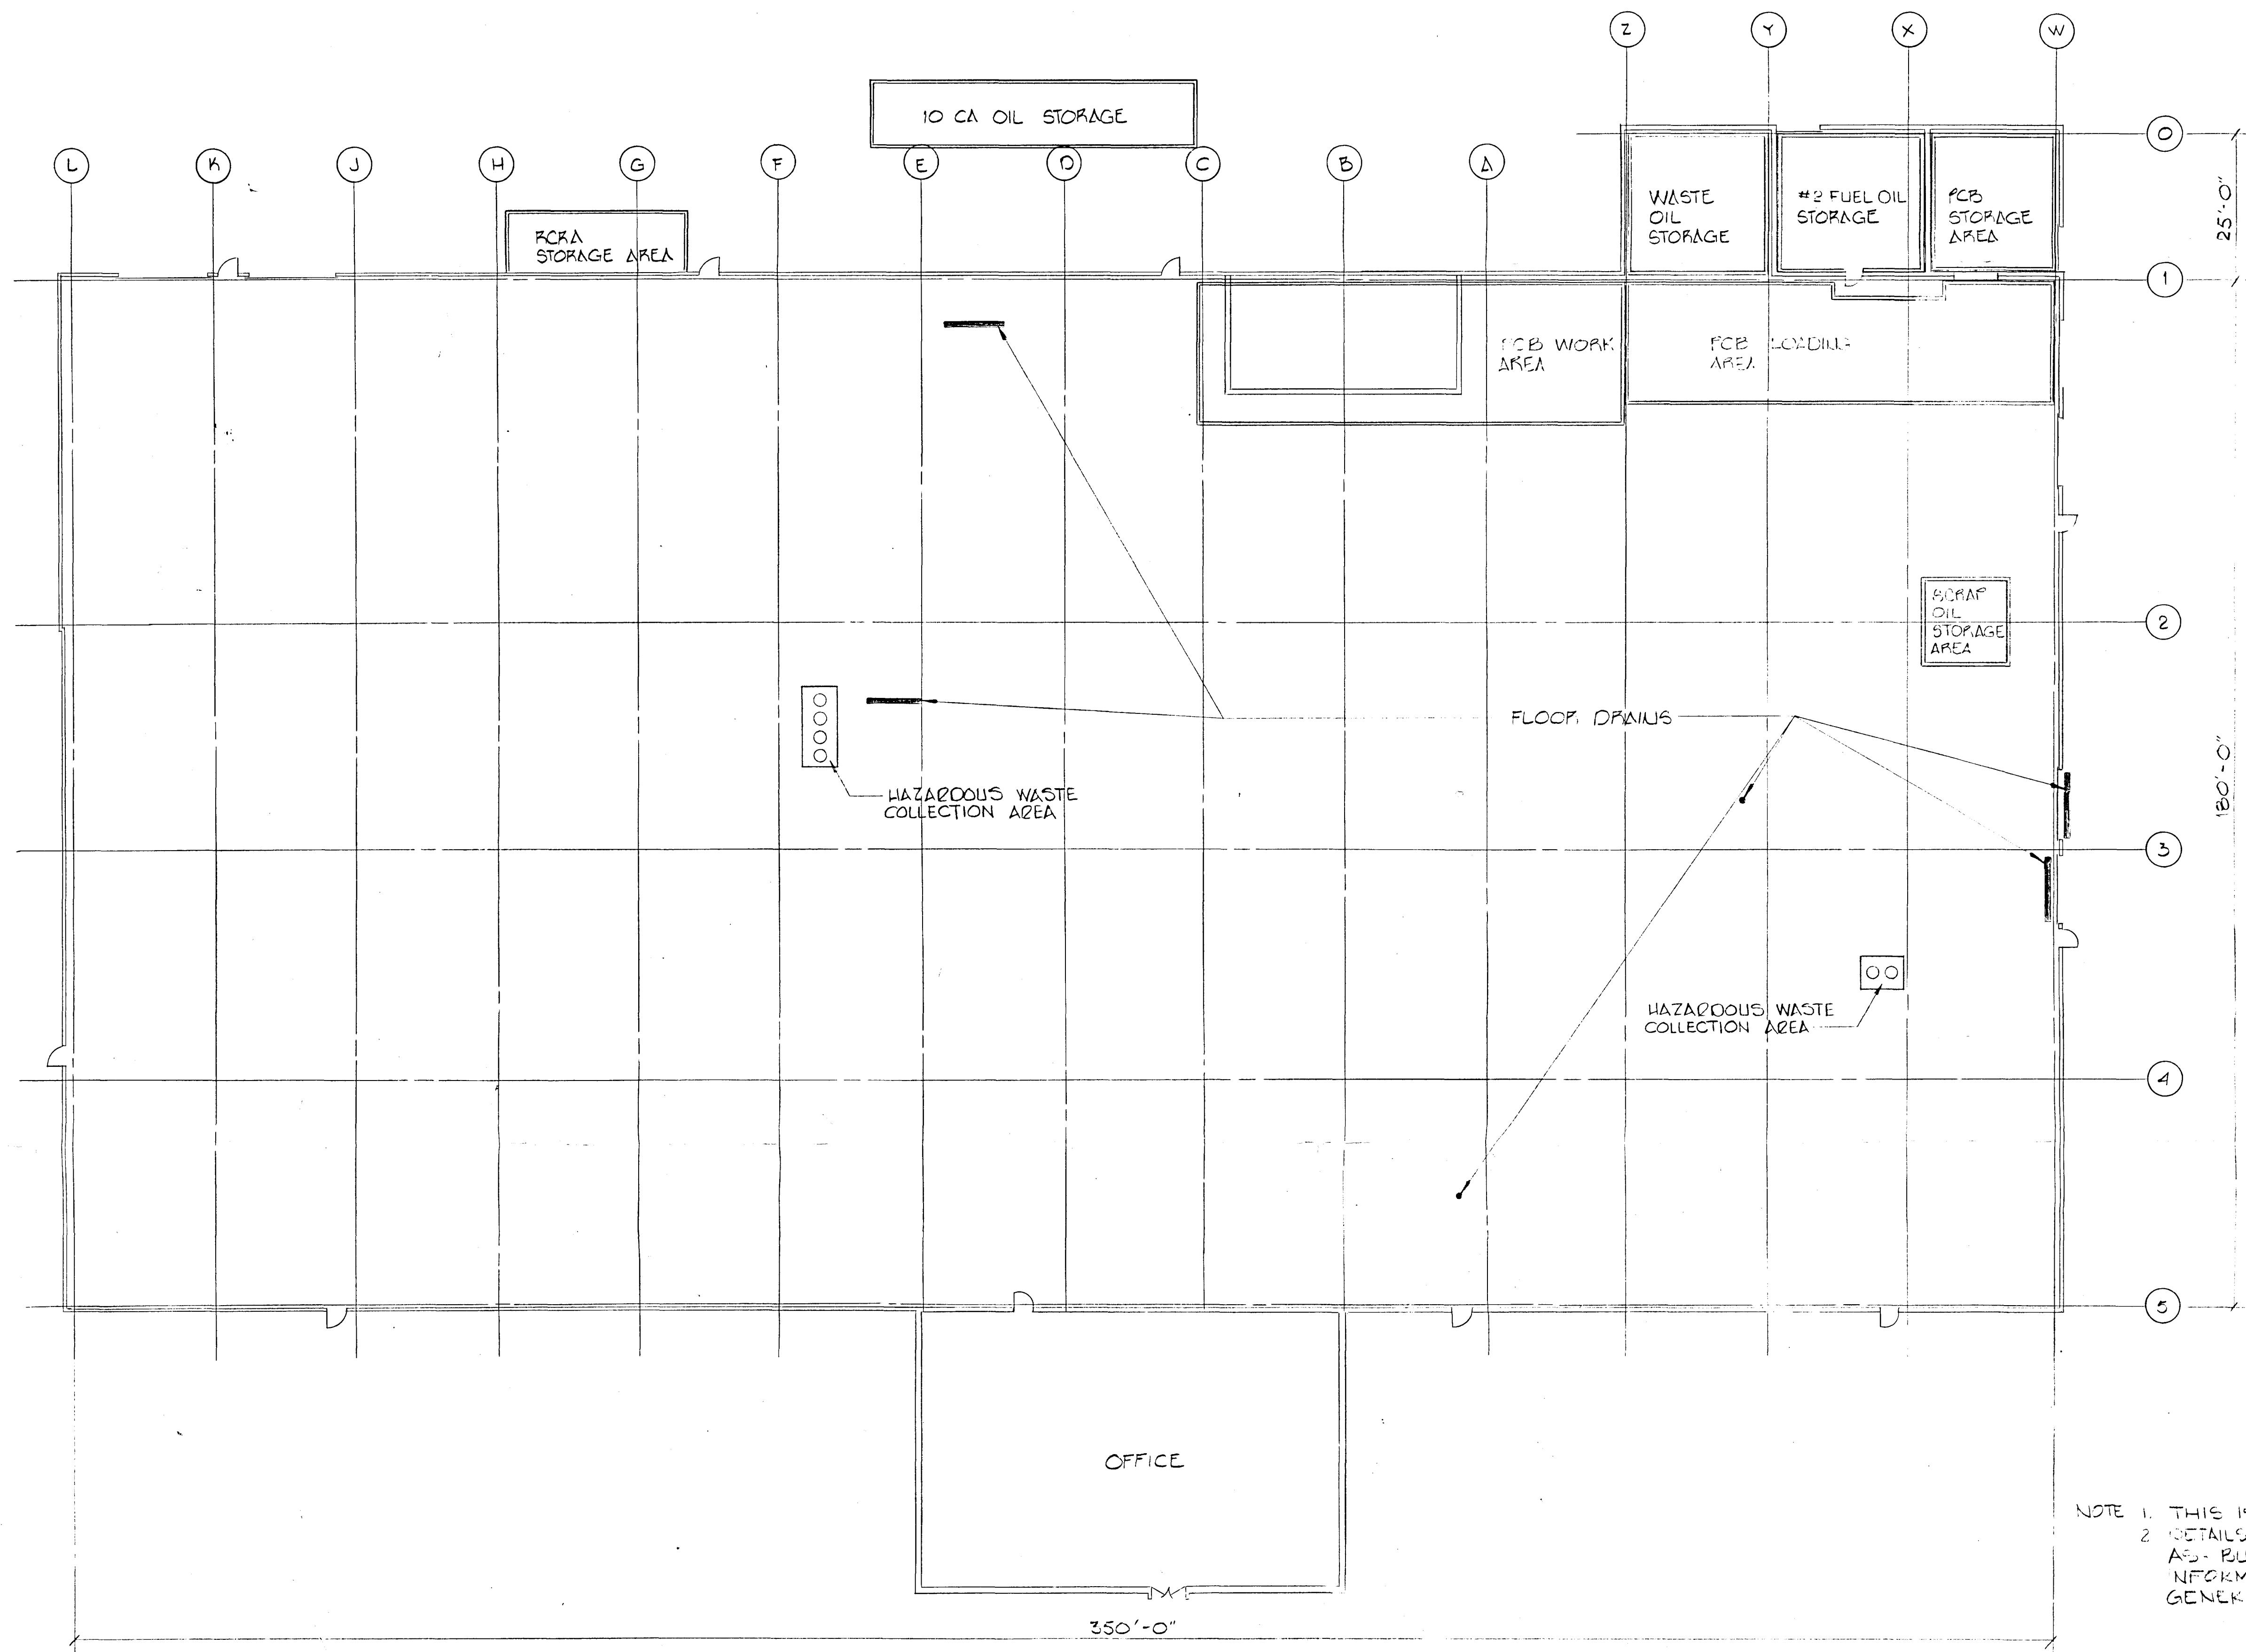 Z
Y
X
W
10 CA OIL STORAGE
O
L
K
J
H
G
F
E
D
C
B
A
RCRA
STORAGE AREA
WASTE
OIL
STORAGE
#2 FUEL OIL
STORAGE
PCB
STORAGE
AREA
25'-0"
1
PCB WORK
AREA
PCB LOADING
AREA
SCRAP
OIL
STORAGE
AREA
2
FLOOR DRAINS
180'-0"
HAZARDOUS WASTE
COLLECTION AREA
3
HAZARDOUS WASTE
COLLECTION AREA
4
5
OFFICE
NOTE 1. THIS
2 DETAILS
AS-
350'-0"